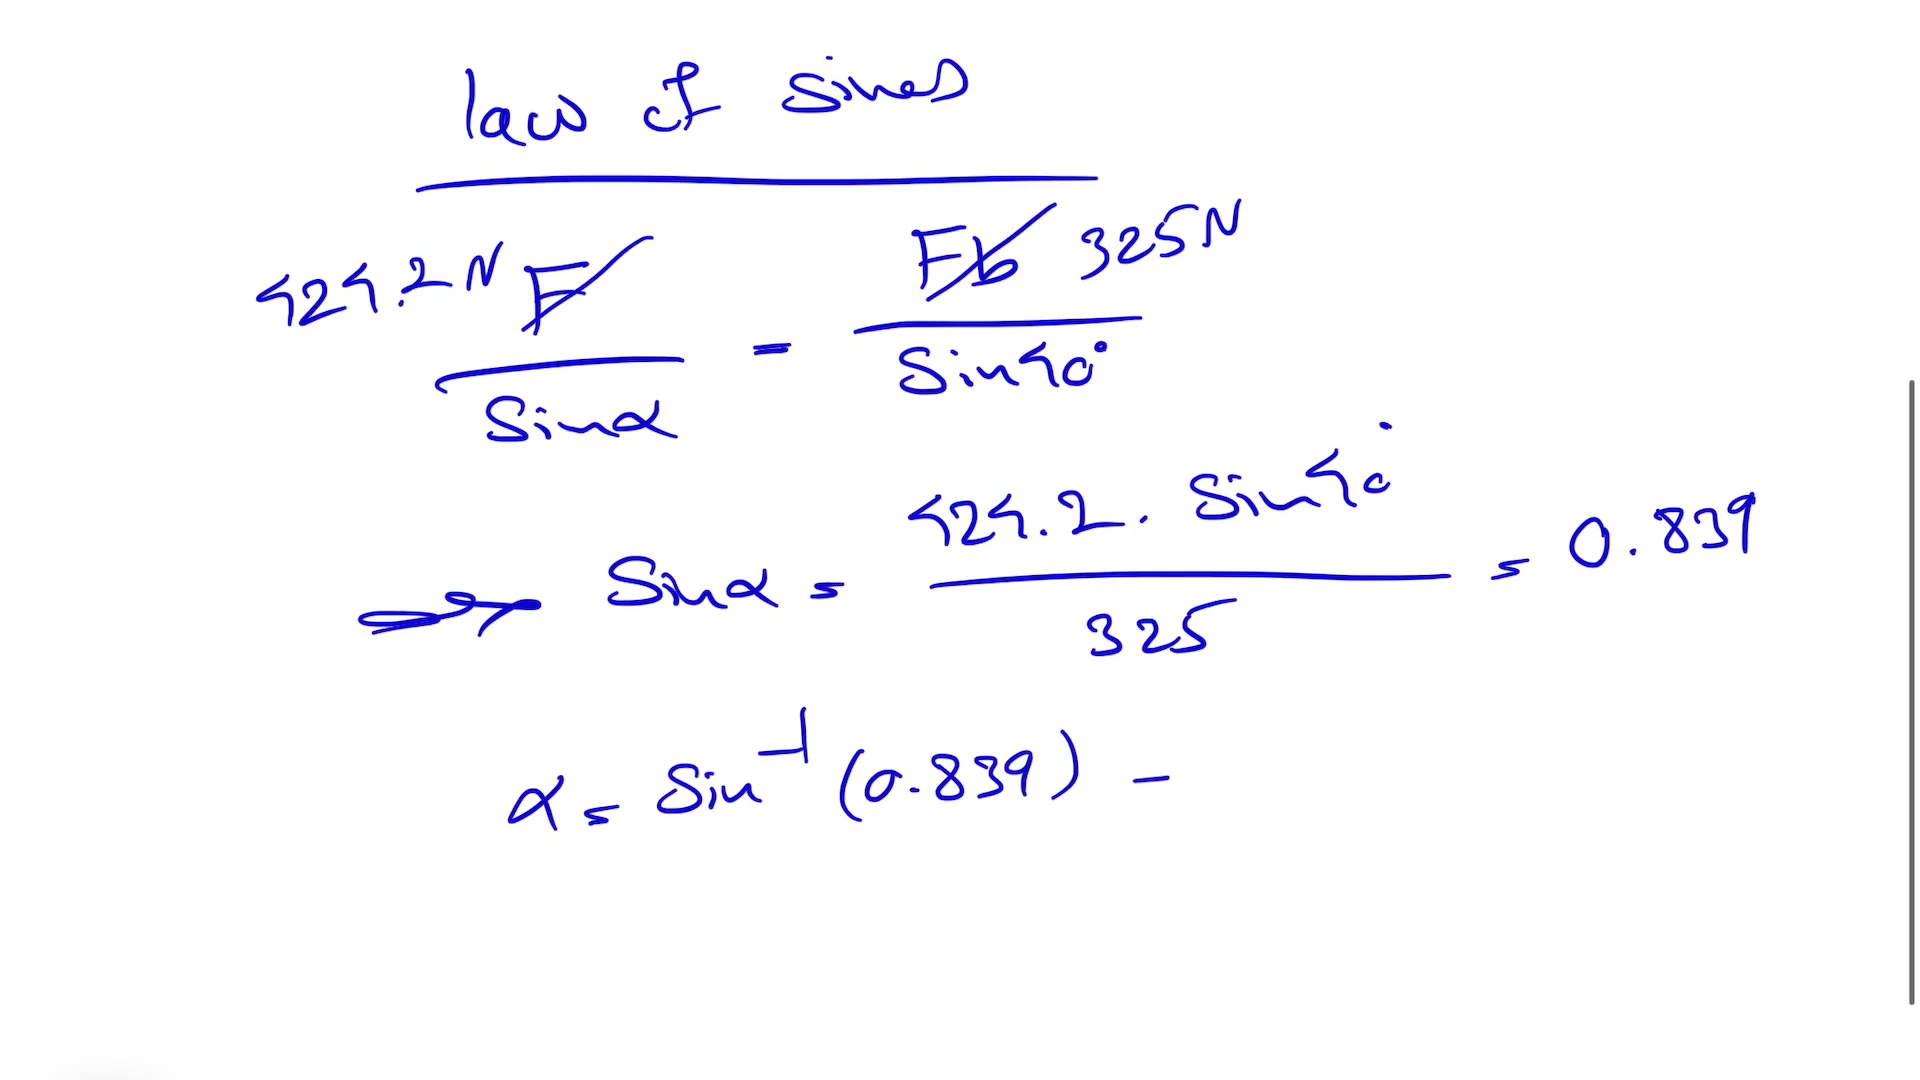 law of sines
424.2N F / Sinα = Fb 325N / Sin40°
Sinα = 424.2 . Sin40° / 325 = 0.839
α = Sin⁻¹ (0.839) -